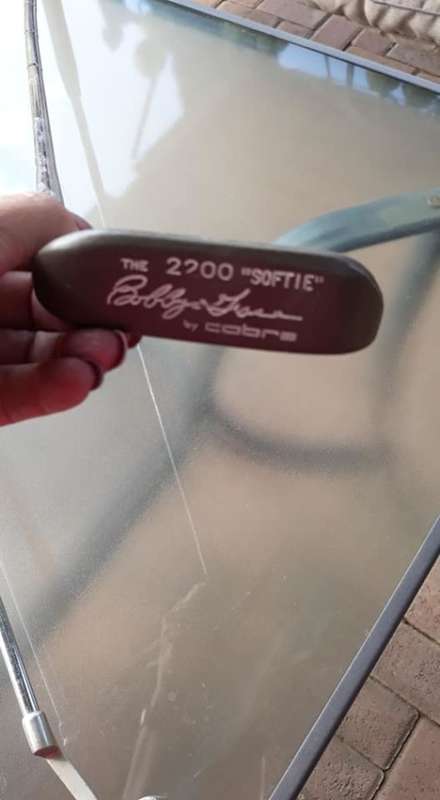 THE 2200 "SOFTIE"
Bobby Grace
by cobra